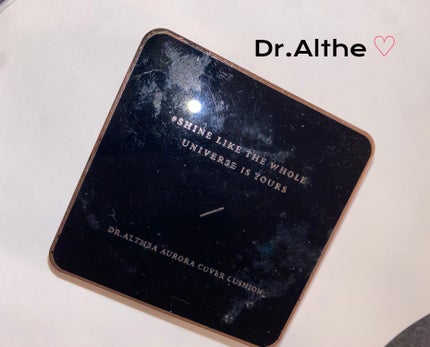 Dr.Althe ♡
#SHINE LIKE THE WHOLE
UNIVERSE IS YOURS
DR.ALTHEA AURORA COVER CUSHION